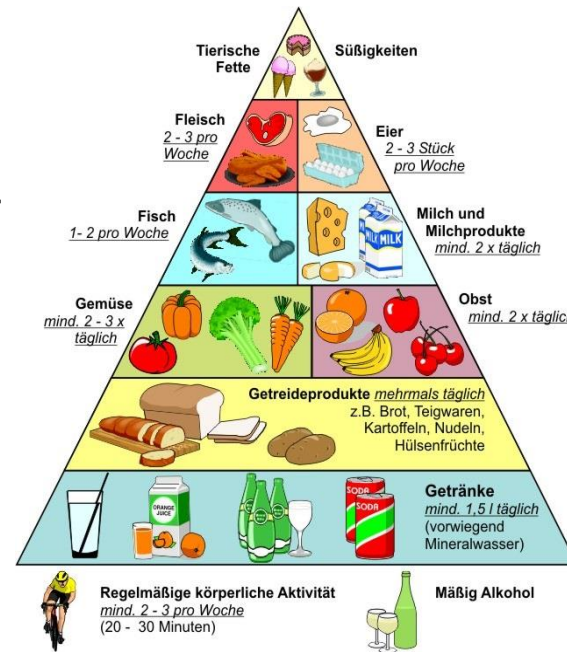 Tierische
Fette
Süßigkeiten
Fleisch
2 - 3 pro
Woche
Eier
2 - 3 Stück
pro Woche
Fisch
1- 2 pro Woche
Milch und
Milchprodukte
mind. 2 x täglich
MILK
MILK
Gemüse
mind. 2 - 3 x
täglich
Obst
mind. 2 x täglich
Getreideprodukte mehrmals täglich
z.B. Brot, Teigwaren,
Kartoffeln, Nudeln,
Hülsenfrüchte
ORANGE
JUICE
SODA
SODA
Getränke
mind. 1,5 l täglich
(vorwiegend
Mineralwasser)
Regelmäßige körperliche Aktivität
mind. 2 - 3 pro Woche
(20 - 30 Minuten)
Mäßig Alkohol